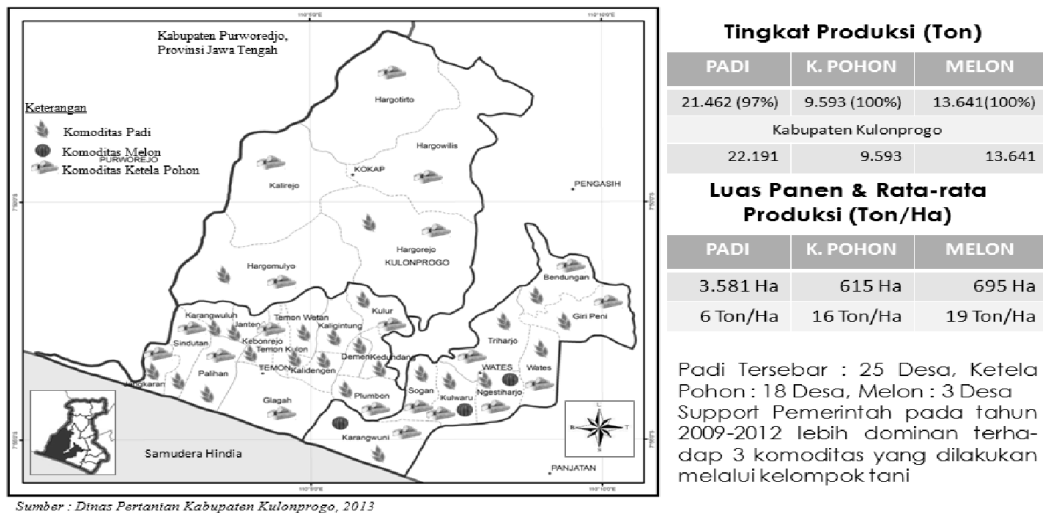 Kabupaten Purworedjo,
Provinsi Jawa Tengah
Keterangan
Komoditas Padi
Komoditas Melon
PURWOREJO
Komoditas Ketela Pohon
Hargotirto
Hargowilis
Kalirejo
KOKAP
PENGASIH
Hargorejo
KULONPROGO
Hargomulyo
Bendungan
Karangwuluh
Temon Wetan
Kulur
Giri Peni
Janten
Kaligintung
Sindutan
Kebonrejo
Triharjo
Temon Kulon
Demen
Kedundang
Palihan
TEMON
Kalidengen
WATES
Wates
Sogan
Ngestiharjo
Plumbon
Kulwaru
Glagah
Karangwuni
Samudera Hindia
PANJATAN
Sumber : Dinas Pertanian Kabupaten Kulonprogo, 2013
Tingkat Produksi (Ton)
PADI K. POHON MELON
21.462 (97%) 9.593 (100%) 13.641(100%)
Kabupaten Kulonprogo
22.191 9.593 13.641
Luas Panen & Rata-rata
Produksi (Ton/Ha)
PADI K. POHON MELON
3.581 Ha 615 Ha 695 Ha
6 Ton/Ha 16 Ton/Ha 19 Ton/Ha
Padi Tersebar : 25 Desa, Ketela
Pohon : 18 Desa, Melon : 3 Desa
Support Pemerintah pada tahun
2009-2012 lebih dominan terha-
dap 3 komoditas yang dilakukan
melalui kelompok tani